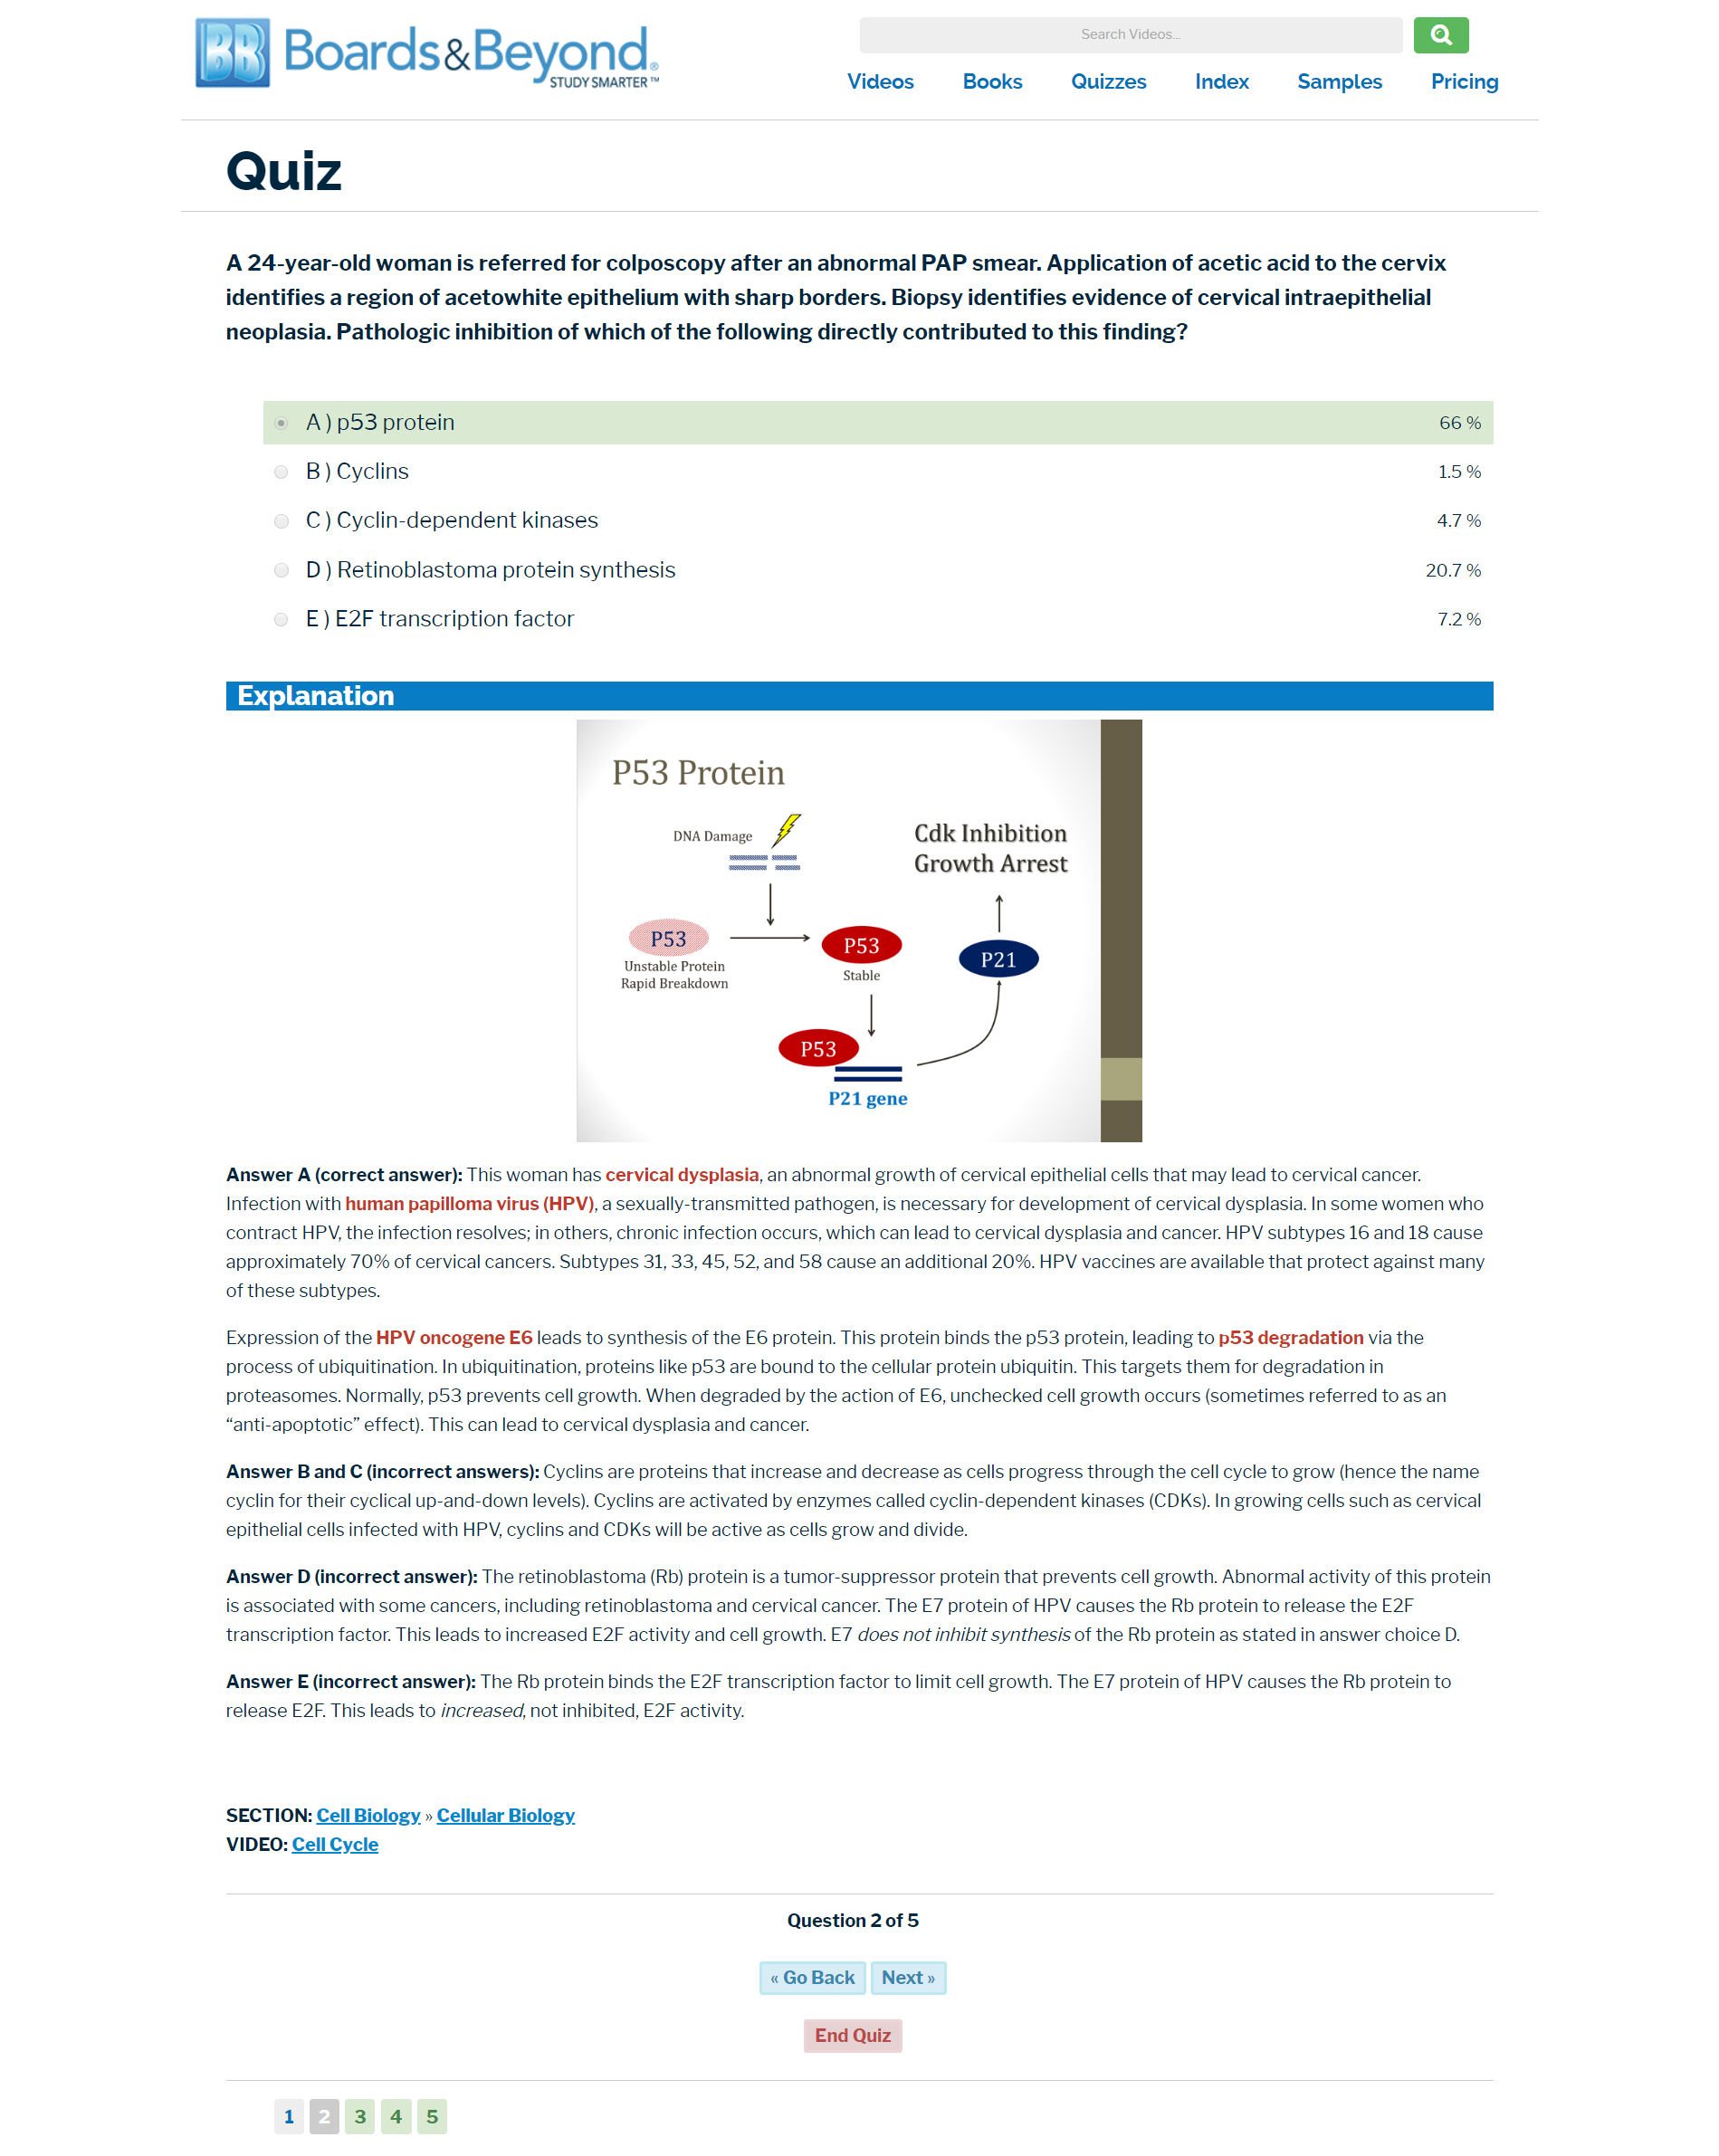 BB Boards&Beyond®
STUDY SMARTER™
Search Videos...
Videos Books Quizzes Index Samples Pricing
Quiz
A 24-year-old woman is referred for colposcopy after an abnormal PAP smear. Application of acetic acid to the cervix
identifies a region of acetowhite epithelium with sharp borders. Biopsy identifies evidence of cervical intraepithelial
neoplasia. Pathologic inhibition of which of the following directly contributed to this finding?
A ) p53 protein 66 %
B ) Cyclins 1.5 %
C ) Cyclin-dependent kinases 4.7 %
D ) Retinoblastoma protein synthesis 20.7 %
E ) E2F transcription factor 7.2 %
Explanation
P53 Protein
DNA Damage
Cdk Inhibition
Growth Arrest
P53
Unstable Protein
Rapid Breakdown
P53
Stable
P21
P53
P21 gene
Answer A (correct answer): This woman has cervical dysplasia, an abnormal growth of cervical epithelial cells that may lead to cervical cancer.
Infection with human papilloma virus (HPV), a sexually-transmitted pathogen, is necessary for development of cervical dysplasia. In some women who
contract HPV, the infection resolves; in others, chronic infection occurs, which can lead to cervical dysplasia and cancer. HPV subtypes 16 and 18 cause
approximately 70% of cervical cancers. Subtypes 31, 33, 45, 52, and 58 cause an additional 20%. HPV vaccines are available that protect against many
of these subtypes.
Expression of the HPV oncogene E6 leads to synthesis of the E6 protein. This protein binds the p53 protein, leading to p53 degradation via the
process of ubiquitination. In ubiquitination, proteins like p53 are bound to the cellular protein ubiquitin. This targets them for degradation in
proteasomes. Normally, p53 prevents cell growth. When degraded by the action of E6, unchecked cell growth occurs (sometimes referred to as an
“anti-apoptotic” effect). This can lead to cervical dysplasia and cancer.
Answer B and C (incorrect answers): Cyclins are proteins that increase and decrease as cells progress through the cell cycle to grow (hence the name
cyclin for their cyclical up-and-down levels). Cyclins are activated by enzymes called cyclin-dependent kinases (CDKs). In growing cells such as cervical
epithelial cells infected with HPV, cyclins and CDKs will be active as cells grow and divide.
Answer D (incorrect answer): The retinoblastoma (Rb) protein is a tumor-suppressor protein that prevents cell growth. Abnormal activity of this protein
is associated with some cancers, including retinoblastoma and cervical cancer. The E7 protein of HPV causes the Rb protein to release the E2F
transcription factor. This leads to increased E2F activity and cell growth. E7 does not inhibit synthesis of the Rb protein as stated in answer choice D.
Answer E (incorrect answer): The Rb protein binds the E2F transcription factor to limit cell growth. The E7 protein of HPV causes the Rb protein to
release E2F. This leads to increased, not inhibited, E2F activity.
SECTION: Cell Biology » Cellular Biology
VIDEO: Cell Cycle
Question 2 of 5
« Go Back Next »
End Quiz
1 2 3 4 5